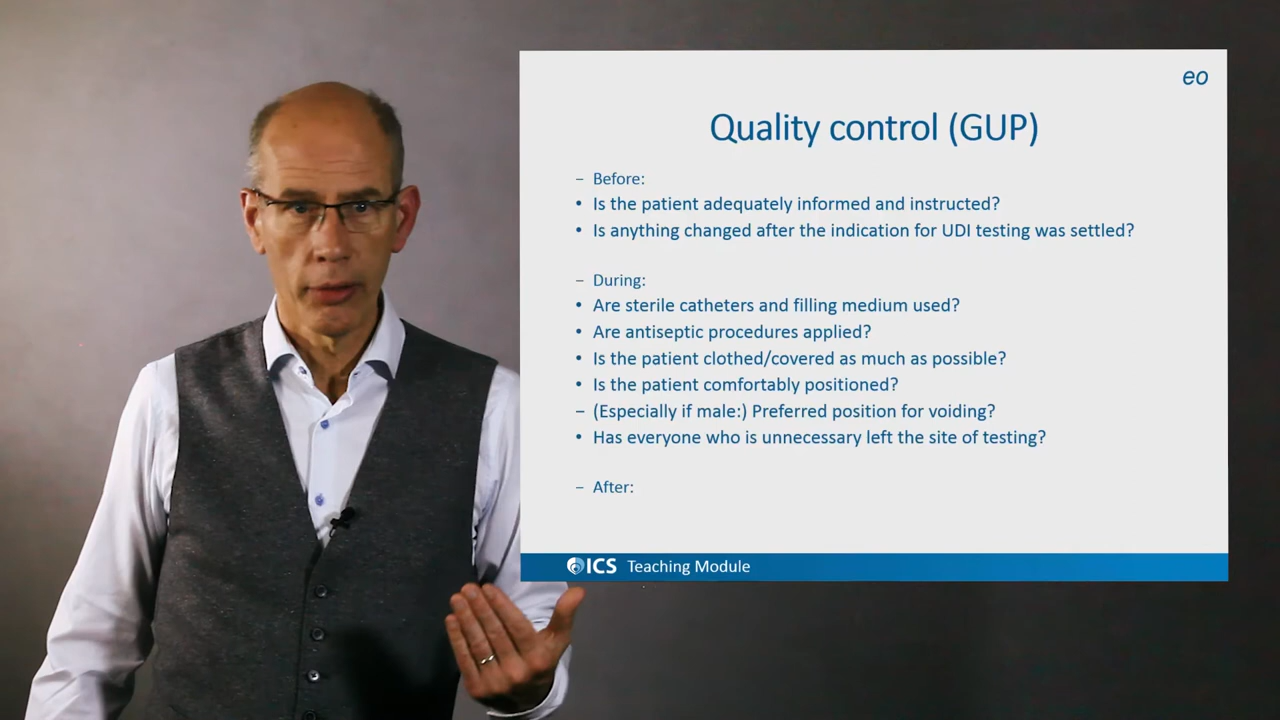 eo
Quality control (GUP)
– Before:
• Is the patient adequately informed and instructed?
• Is anything changed after the indication for UDI testing was settled?
– During:
• Are sterile catheters and filling medium used?
• Are antiseptic procedures applied?
• Is the patient clothed/covered as much as possible?
• Is the patient comfortably positioned?
– (Especially if male:) Preferred position for voiding?
• Has everyone who is unnecessary left the site of testing?
– After:
ICS Teaching Module